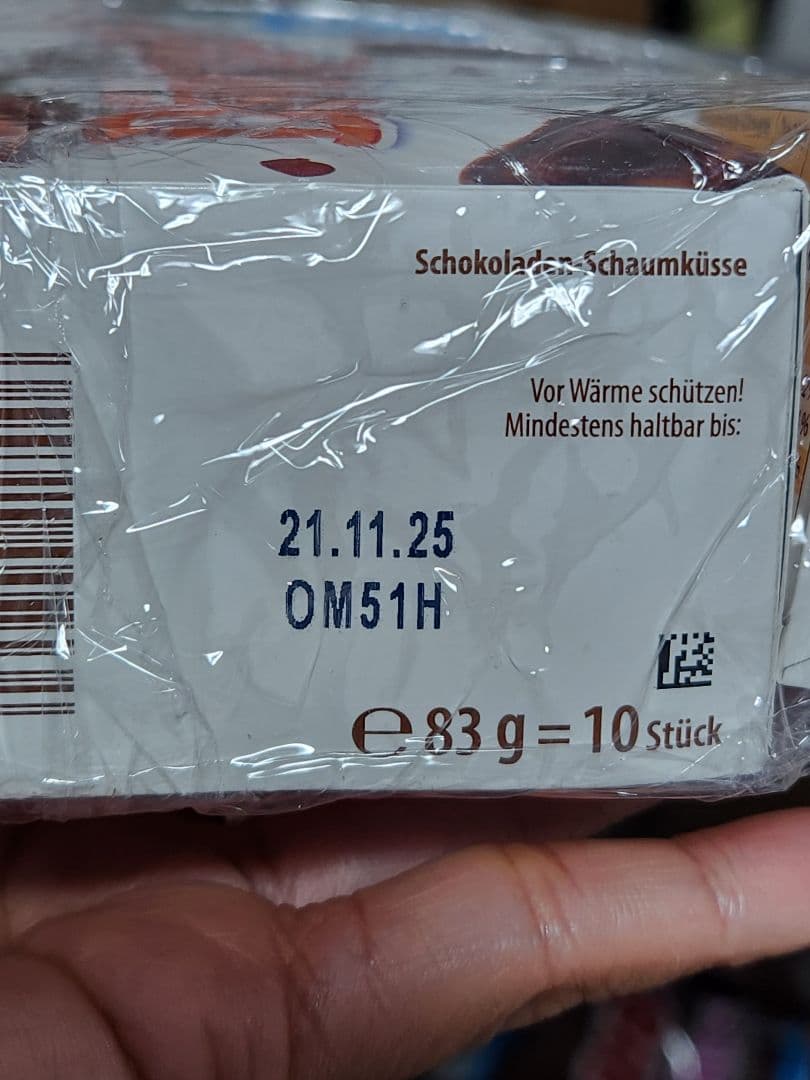 Schokoladen-Schaumküsse
Vor Wärme schützen!
Mindestens haltbar bis:
21.11.25
OM51H
℮ 83 g = 10 Stück